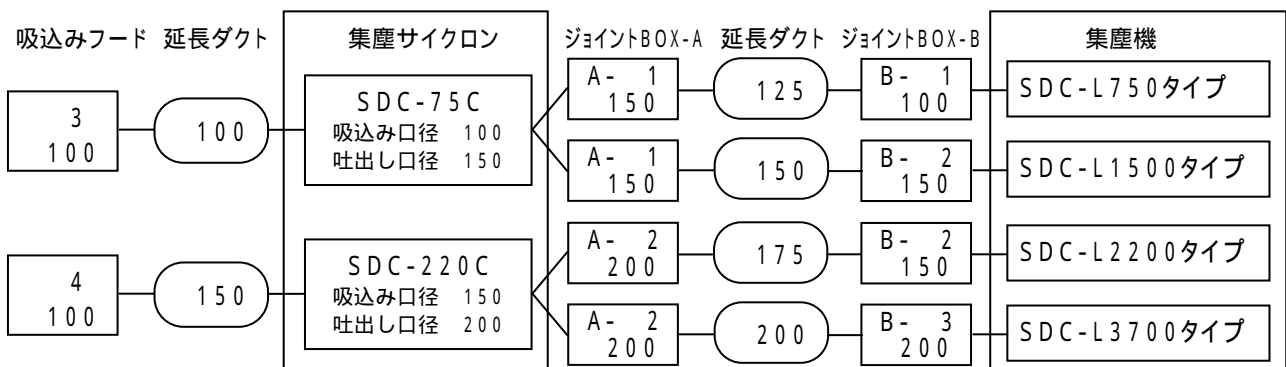 吸込みフード 延長ダクト 集塵サイクロン ジョイントBOX-A 延長ダクト ジョイントBOX-B 集塵機
3
100
100
SDC-75C
吸込み口径 100
吐出し口径 150
A- 1
150
125
B- 1
100
SDC-L750タイプ
A- 1
150
150
B- 2
150
SDC-L1500タイプ
4
100
150
SDC-220C
吸込み口径 150
吐出し口径 200
A- 2
200
175
B- 2
150
SDC-L2200タイプ
A- 2
200
200
B- 3
200
SDC-L3700タイプ